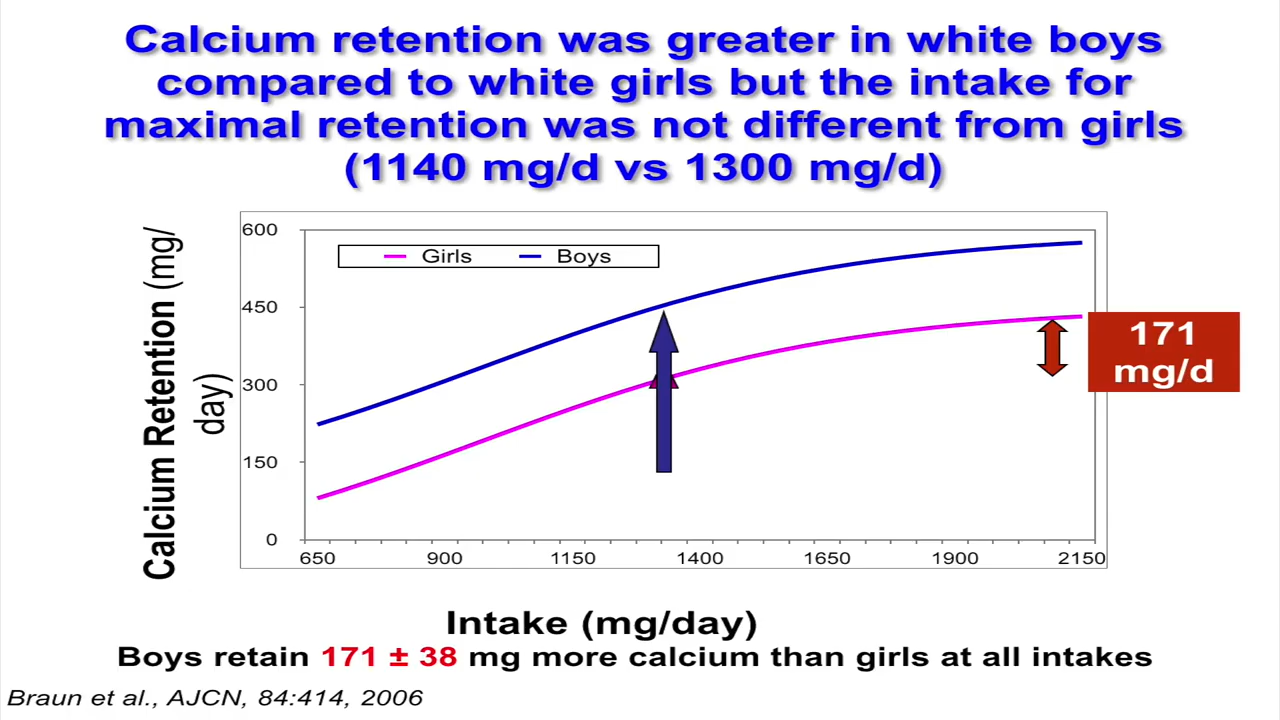 Calcium retention was greater in white boys
compared to white girls but the intake for
maximal retention was not different from girls
(1140 mg/d vs 1300 mg/d)
Calcium Retention (mg/
day)
600
450
300
150
0
Girls Boys
171
mg/d
650 900 1150 1400 1650 1900 2150
Intake (mg/day)
Boys retain 171 ± 38 mg more calcium than girls at all intakes
Braun et al., AJCN, 84:414, 2006